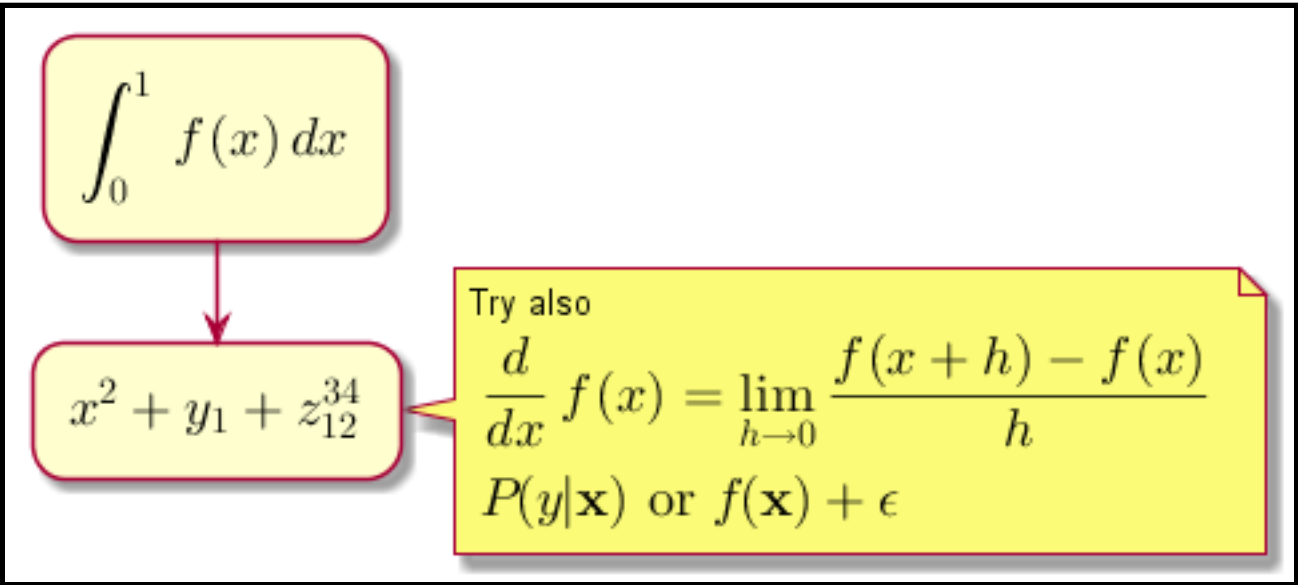 ∫₀¹ f(x) dx
x² + y₁ + z₁₂³⁴
Try also
d/dx f(x) = lim_{h→0} (f(x + h) − f(x))/h
P(y|𝐱) or f(𝐱) + ϵ